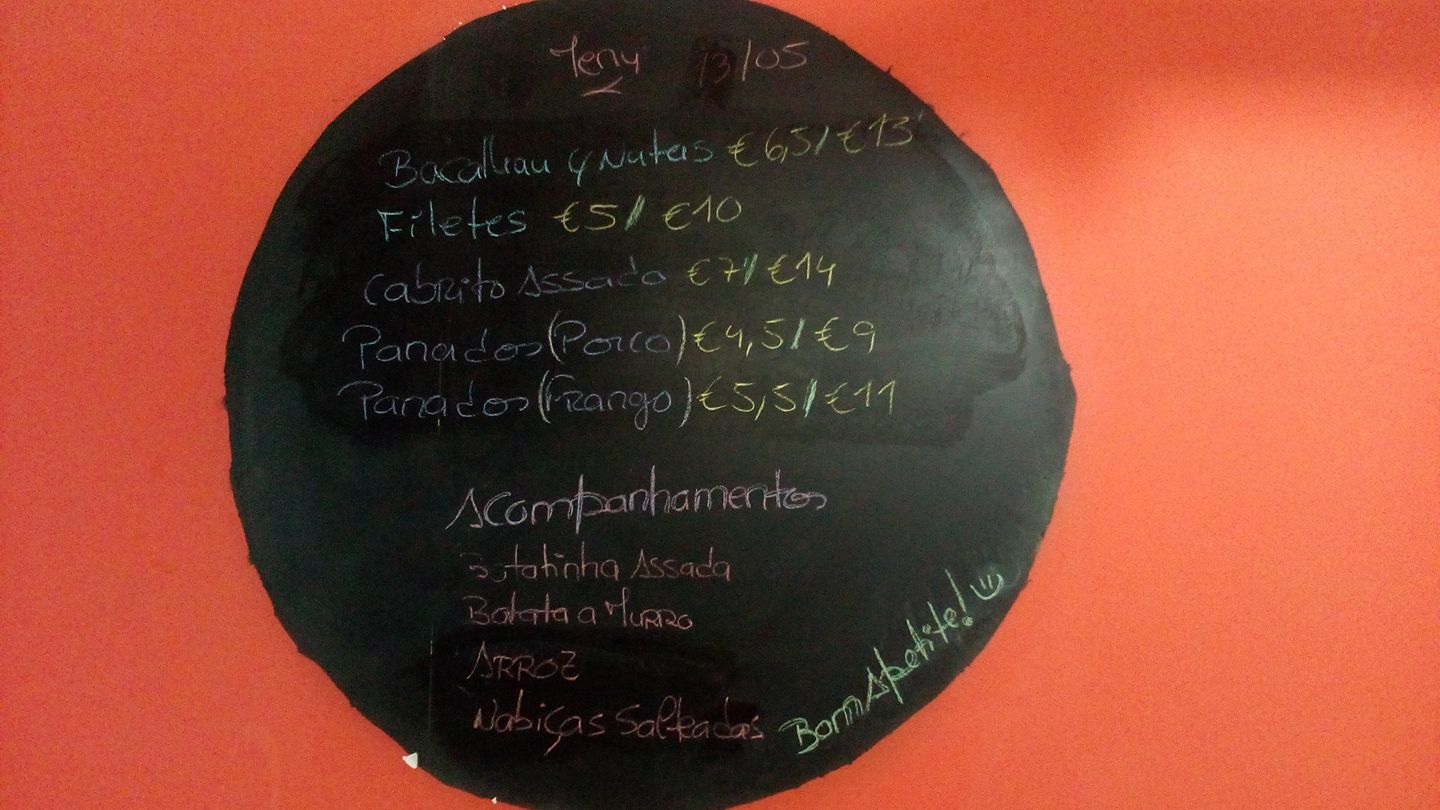 Menu 13/05
Bacalhau c/ Natas €6,5/€13
Filetes €5/ €10
Cabrito Assado €7/ €14
Panados (Porco) €4,5/ €9
Panados (Frango) €5,5/€11
Acompanhamentos
Batatinha Assada
Batata a Murro
Arroz
Nabiças Salteadas
Bom Apetite!